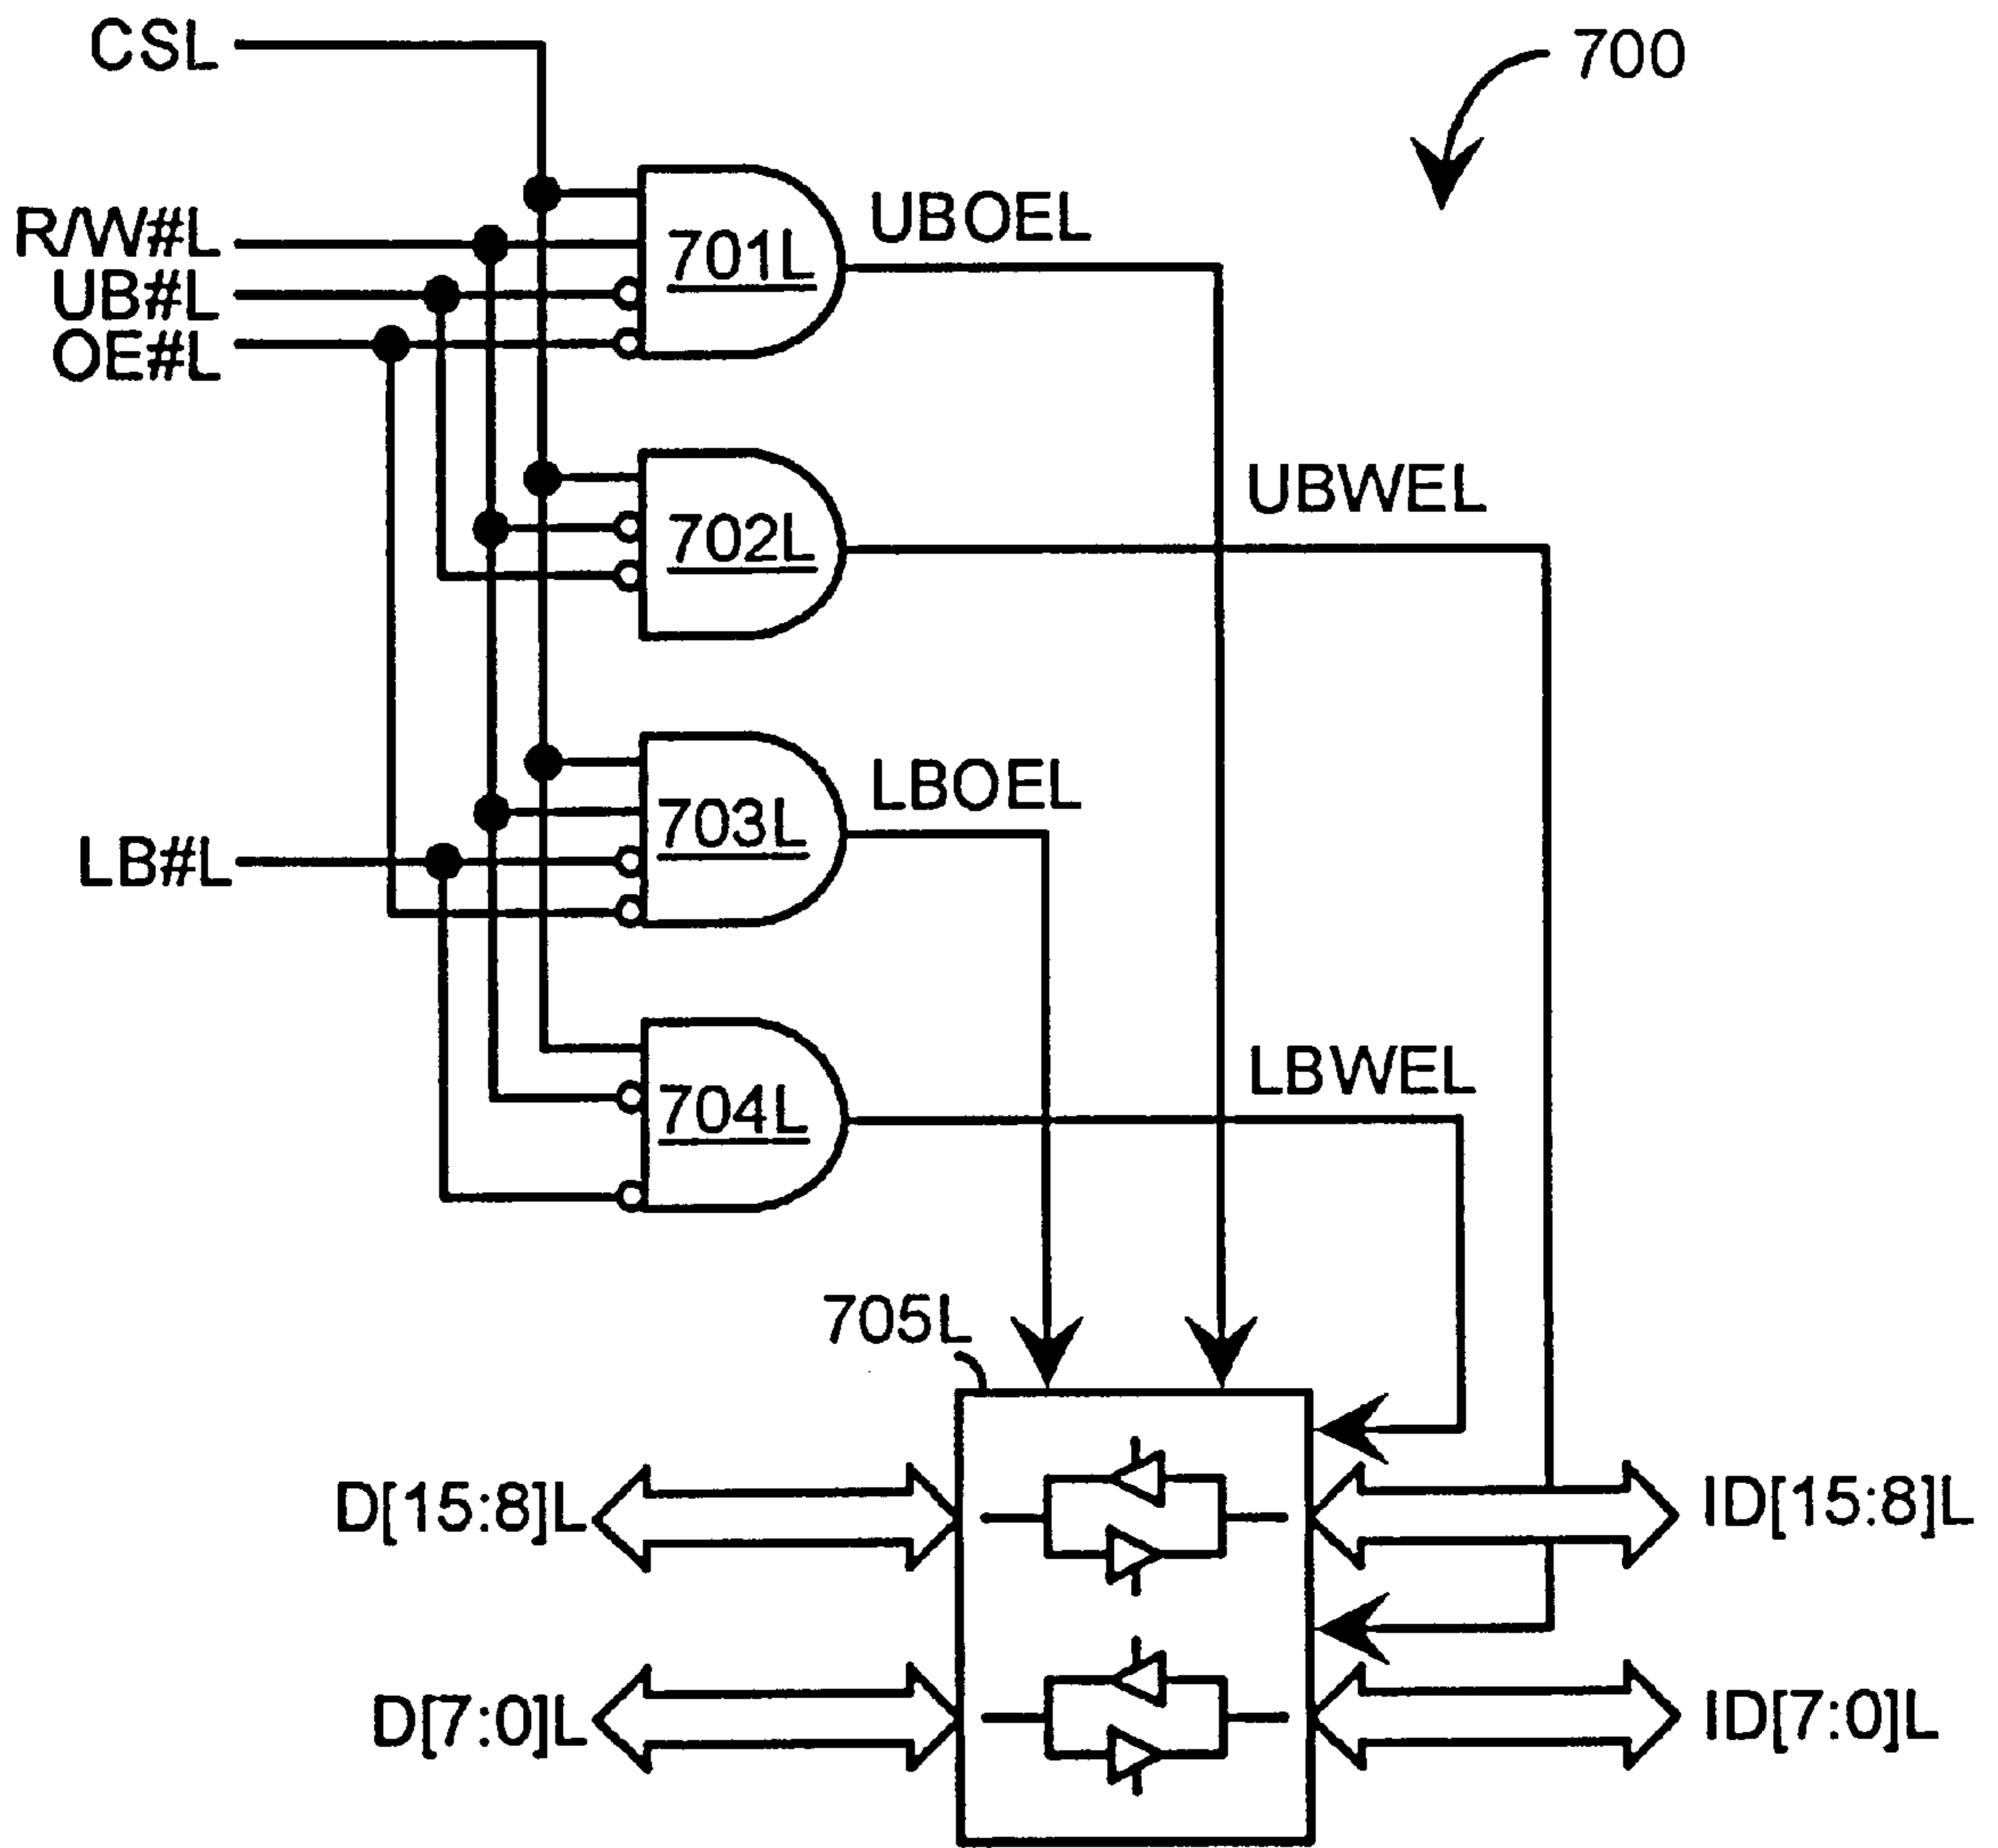 CSL
700
R/W#L
UB#L
OE#L
701L
UBOEL
702L
UBWEL
LB#L
703L
LBOEL
704L
LBWEL
705L
D[15:8]L
ID[15:8]L
D[7:0]L
ID[7:0]L